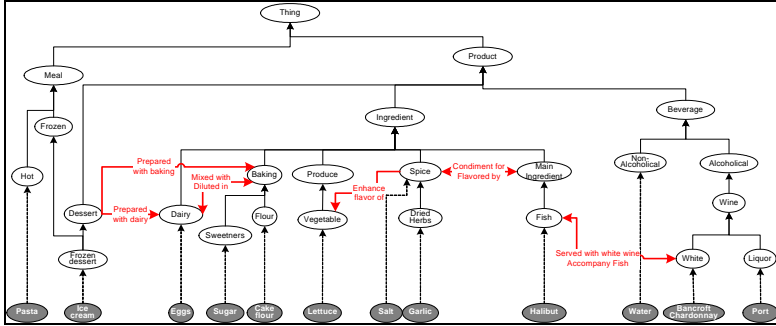 Thing
Product
Meal
Ingredient
Beverage
Frozen
Prepared
with baking
Mixed with
Diluted in
Baking
Produce
Spice
Condiment for
Flavored by
Main
Ingredient
Non-
Alcoholical
Alcoholical
Hot
Enhance
flavor of
Wine
Dessert
Prepared
with dairy
Dairy
Flour
Vegetable
Dried
Herbs
Fish
Sweetners
Served with white wine
Accompany Fish
Frozen
dessert
White
Liquor
Pasta
Ice
cream
Eggs
Sugar
Cake
flour
Lettuce
Salt
Garlic
Halibut
Water
Bancroft
Chardonnay
Port